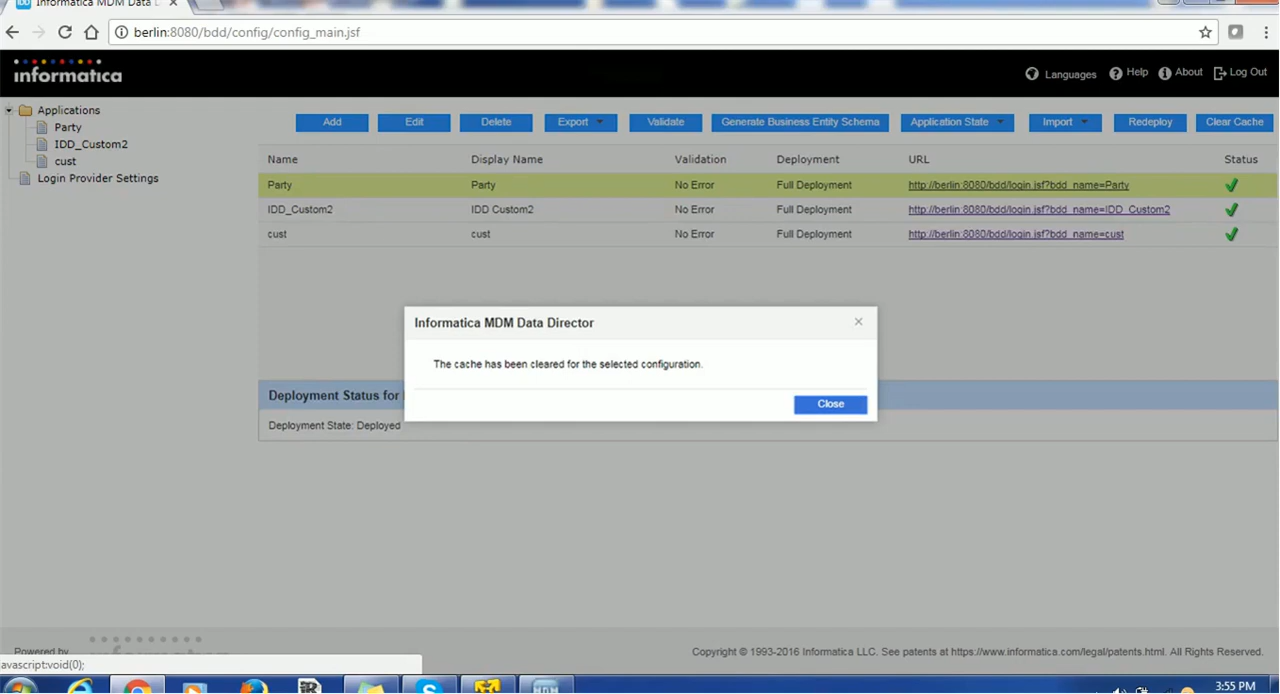 Informatica MDM Data
berlin:8080/bdd/config/config_main.jsf
informatica
Languages Help About Log Out
Applications
Party
IDD_Custom2
cust
Login Provider Settings
Add Edit Delete Export Validate Generate Business Entity Schema Application State Import Redeploy Clear Cache
Name Display Name Validation Deployment URL Status
Party Party No Error Full Deployment http://berlin:8080/bdd/login.jsf?bdd_name=Party
IDD_Custom2 IDD Custom2 No Error Full Deployment http://berlin:8080/bdd/login.jsf?bdd_name=IDD_Custom2
cust cust No Error Full Deployment http://berlin:8080/bdd/login.jsf?bdd_name=cust
Informatica MDM Data Director
The cache has been cleared for the selected configuration.
Close
Deployment Status for
Deployment State: Deployed
Powered by
Copyright © 1993-2016 Informatica LLC. See patents at https://www.informatica.com/legal/patents.html. All Rights Reserved.
avascript:void(0);
3:55 PM